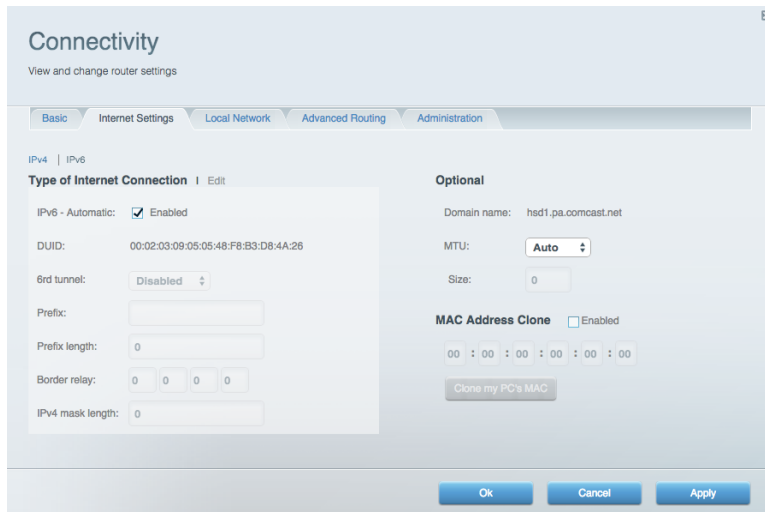 Connectivity
View and change router settings
Basic Internet Settings Local Network Advanced Routing Administration
IPv4 | IPv6
Type of Internet Connection | Edit
IPv6 - Automatic: Enabled
DUID: 00:02:03:09:05:05:48:F8:B3:D8:4A:26
6rd tunnel: Disabled
Prefix:
Prefix length: 0
Border relay: 0 0 0 0
IPv4 mask length: 0
Optional
Domain name: hsd1.pa.comcast.net
MTU: Auto
Size: 0
MAC Address Clone Enabled
00 : 00 : 00 : 00 : 00 : 00
Clone my PC's MAC
Ok Cancel Apply